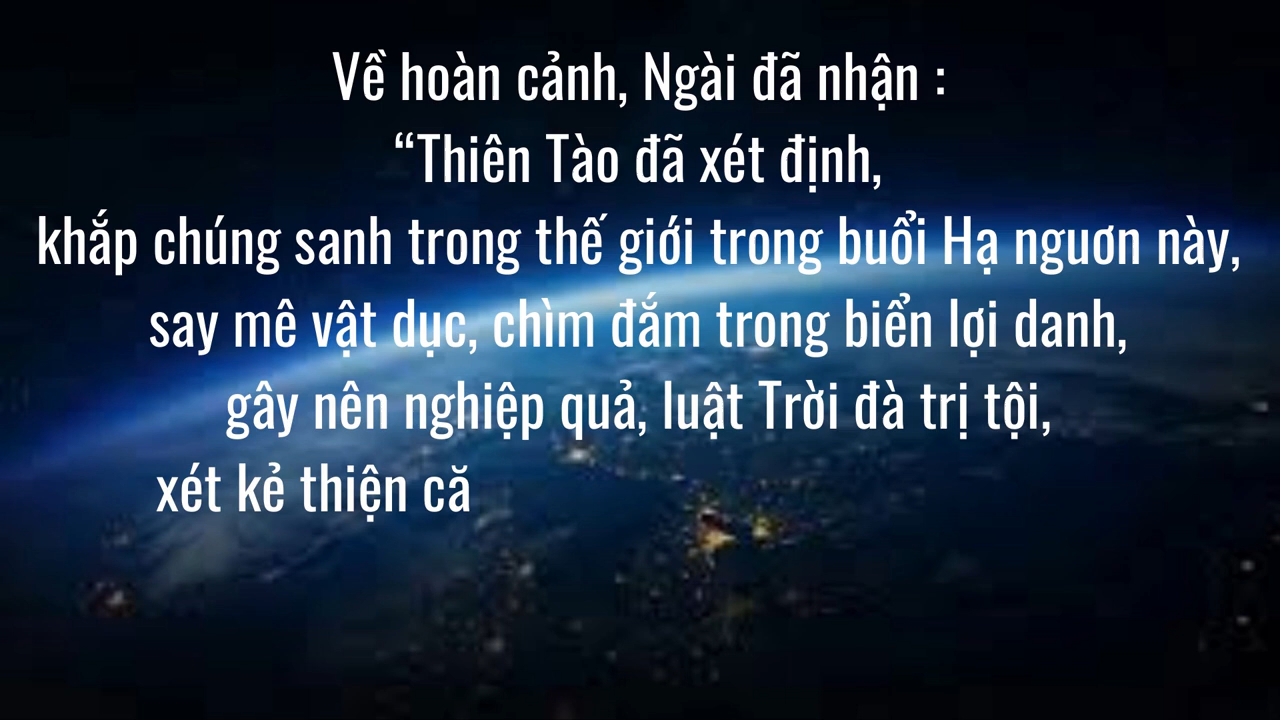 Về hoàn cảnh, Ngài đã nhận :
“Thiên Tào đã xét định,
khắp chúng sanh trong thế giới trong buổi Hạ nguơn này,
say mê vật dục, chìm đắm trong biển lợi danh,
gây nên nghiệp quả, luật Trời đà trị tội,
xét kẻ thiện că